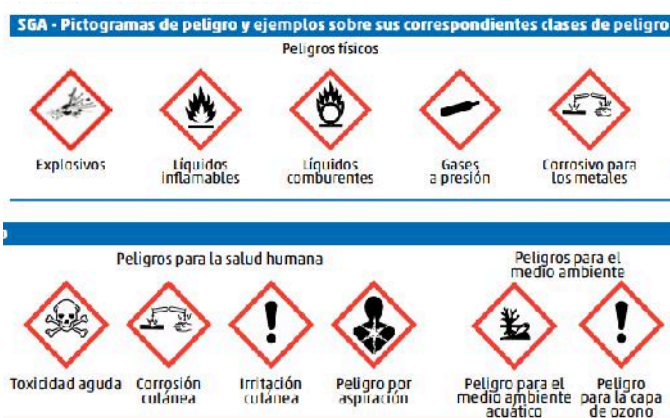 SGA - Pictogramas de peligro y ejemplos sobre sus correspondientes clases de peligro
Peligros físicos
Explosivos
Líquidos
inflamables
Líquidos
comburentes
Gases
a presión
Corrosivo para
los metales
Peligros para la salud humana
Peligros para el
medio ambiente
Toxicidad aguda
Corrosión
cutánea
Irritación
cutánea
Peligro por
aspiración
Peligro para el
medio ambiente
acuático
Peligro
para la capa
de ozono